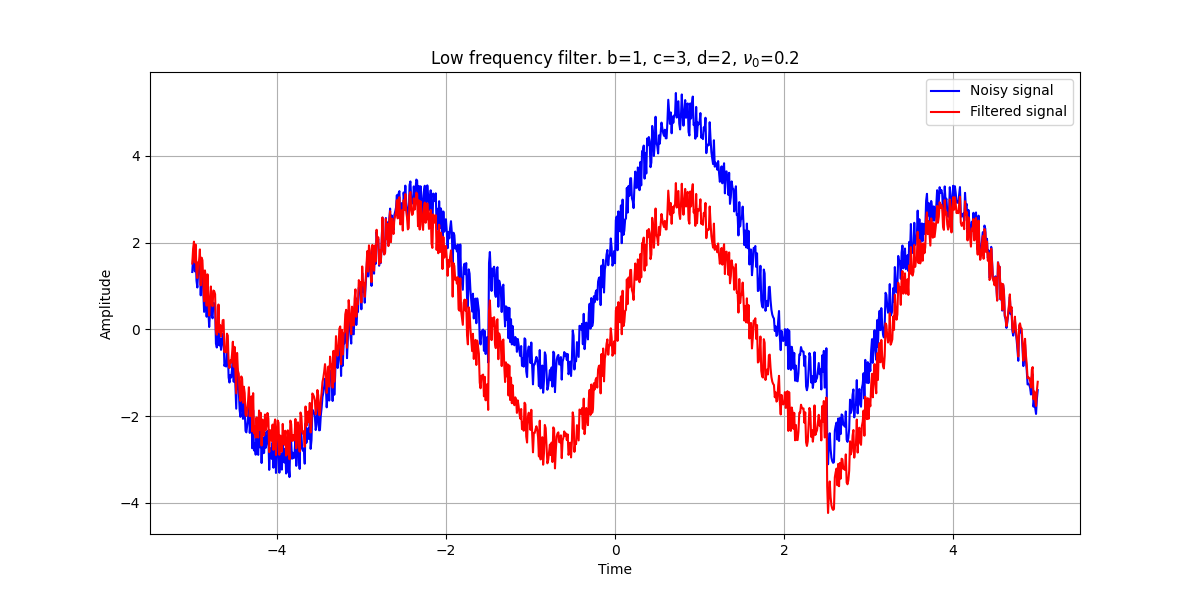 Low frequency filter. b=1, c=3, d=2, ν₀=0.2
Noisy signal
Filtered signal
Amplitude
4
2
0
−2
−4
−4
−2
0
2
4
Time